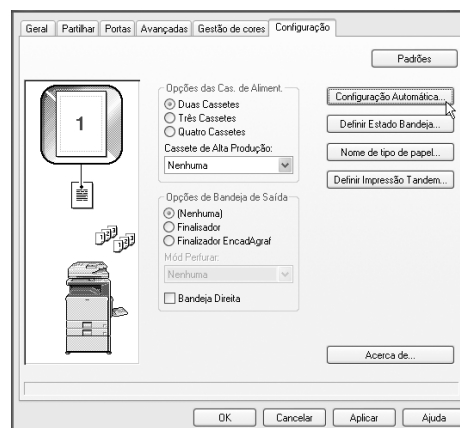 Geral Partilhar Portas Avançadas Gestão de cores Configuração
Padrões
1
Opções das Cas. de Aliment.
Duas Cassetes
Três Cassetes
Quatro Cassetes
Cassete de Alta Produção:
Nenhuma
Opções de Bandeja de Saída
(Nenhuma)
Finalisador
Finalizador EncadAgraf
Mód Perfurar:
Nenhuma
Bandeja Direita
Configuração Automática...
Definir Estado Bandeja...
Nome de tipo de papel...
Definir Impressão Tandem...
Acerca de...
OK Cancelar Aplicar Ajuda